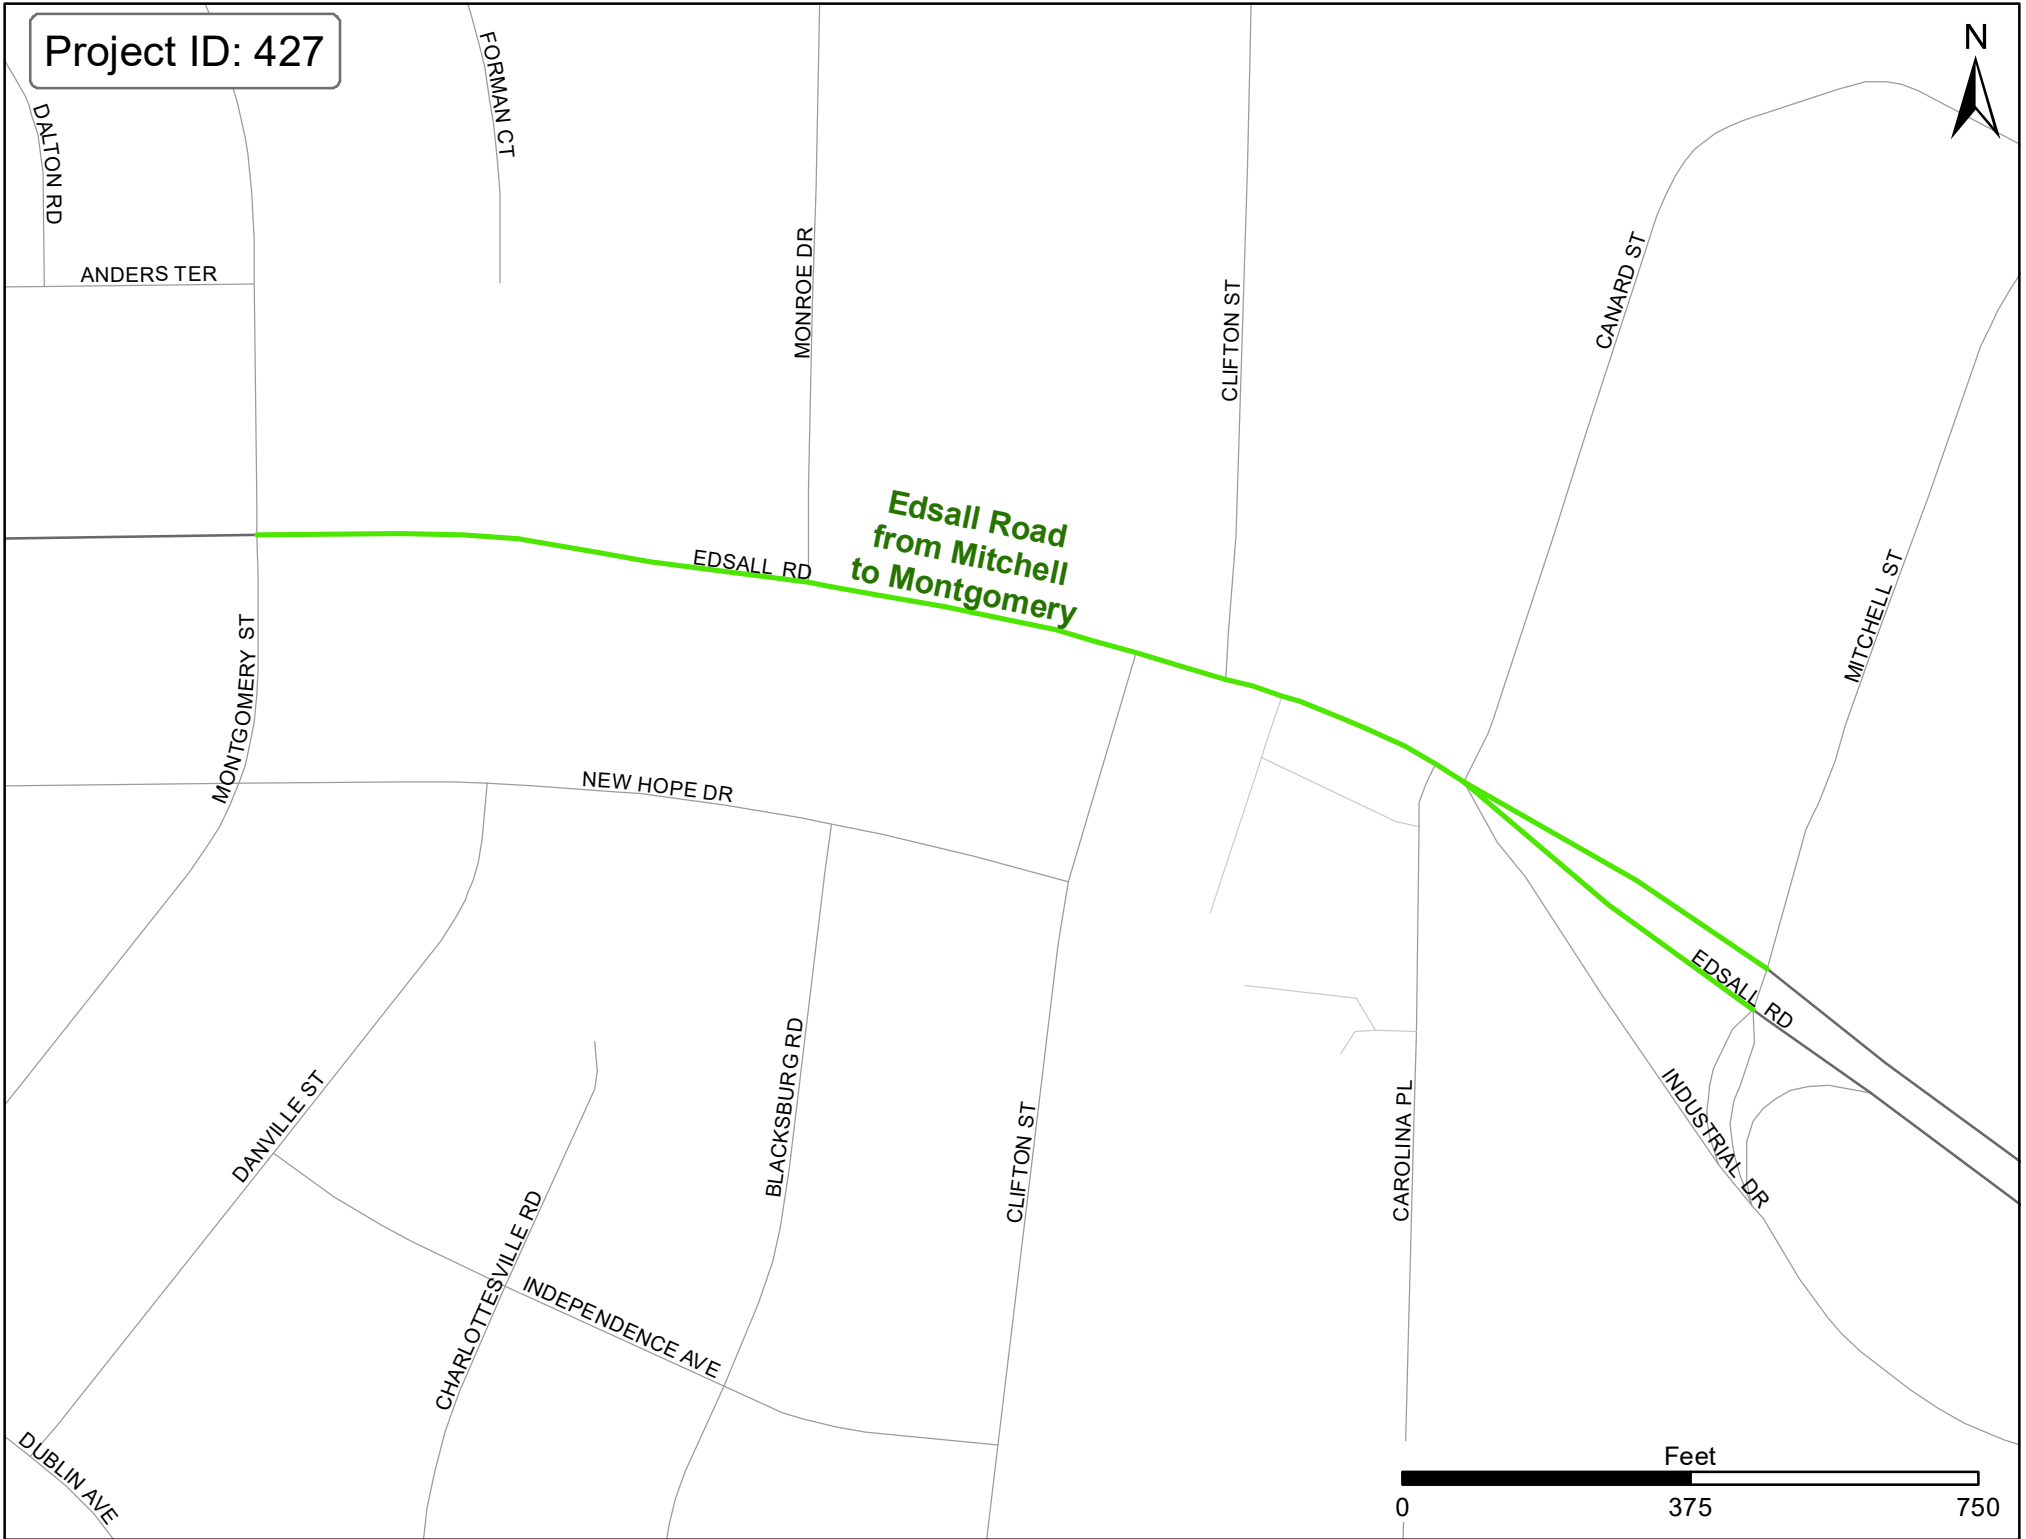 Project ID: 427
N
FORMAN CT
DALTON RD
ANDERS TER
MONROE DR
CLIFTON ST
CANARD ST
Edsall Road
from Mitchell
to Montgomery
EDSALL RD
MITCHELL ST
MONTGOMERY ST
NEW HOPE DR
EDSALL RD
DANVILLE ST
BLACKSBURG RD
CLIFTON ST
CAROLINA PL
INDUSTRIAL DR
CHARLOTTESVILLE RD
INDEPENDENCE AVE
DUBLIN AVE
Feet
0 375 750